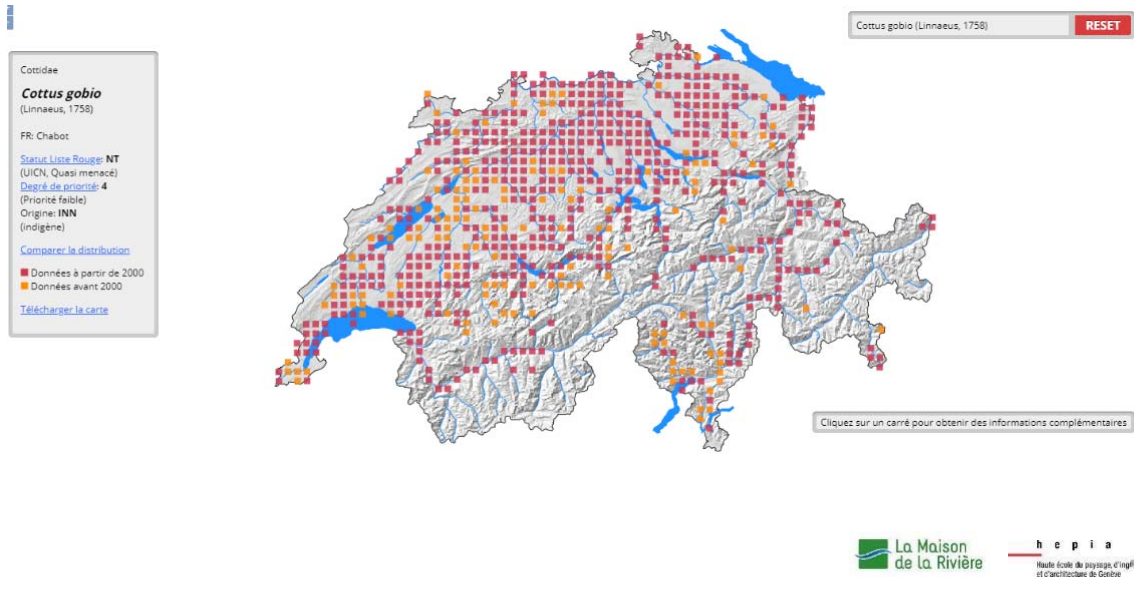 Cottus gobio (Linnaeus, 1758)
RESET
Cottidae
Cottus gobio
(Linnaeus, 1758)
FR: Chabot
Statut Liste Rouge: NT
(UICN, Quasi menacé)
Degré de priorité: 4
(Priorité faible)
Origine: INN
(indigène)
Comparer la distribution
Données à partir de 2000
Données avant 2000
Télécharger la carte
Cliquez sur un carré pour obtenir des informations complémentaires
La Maison
de la Rivière
h e p i a
Haute école du paysage, d'ingé
et d'architecture de Genève